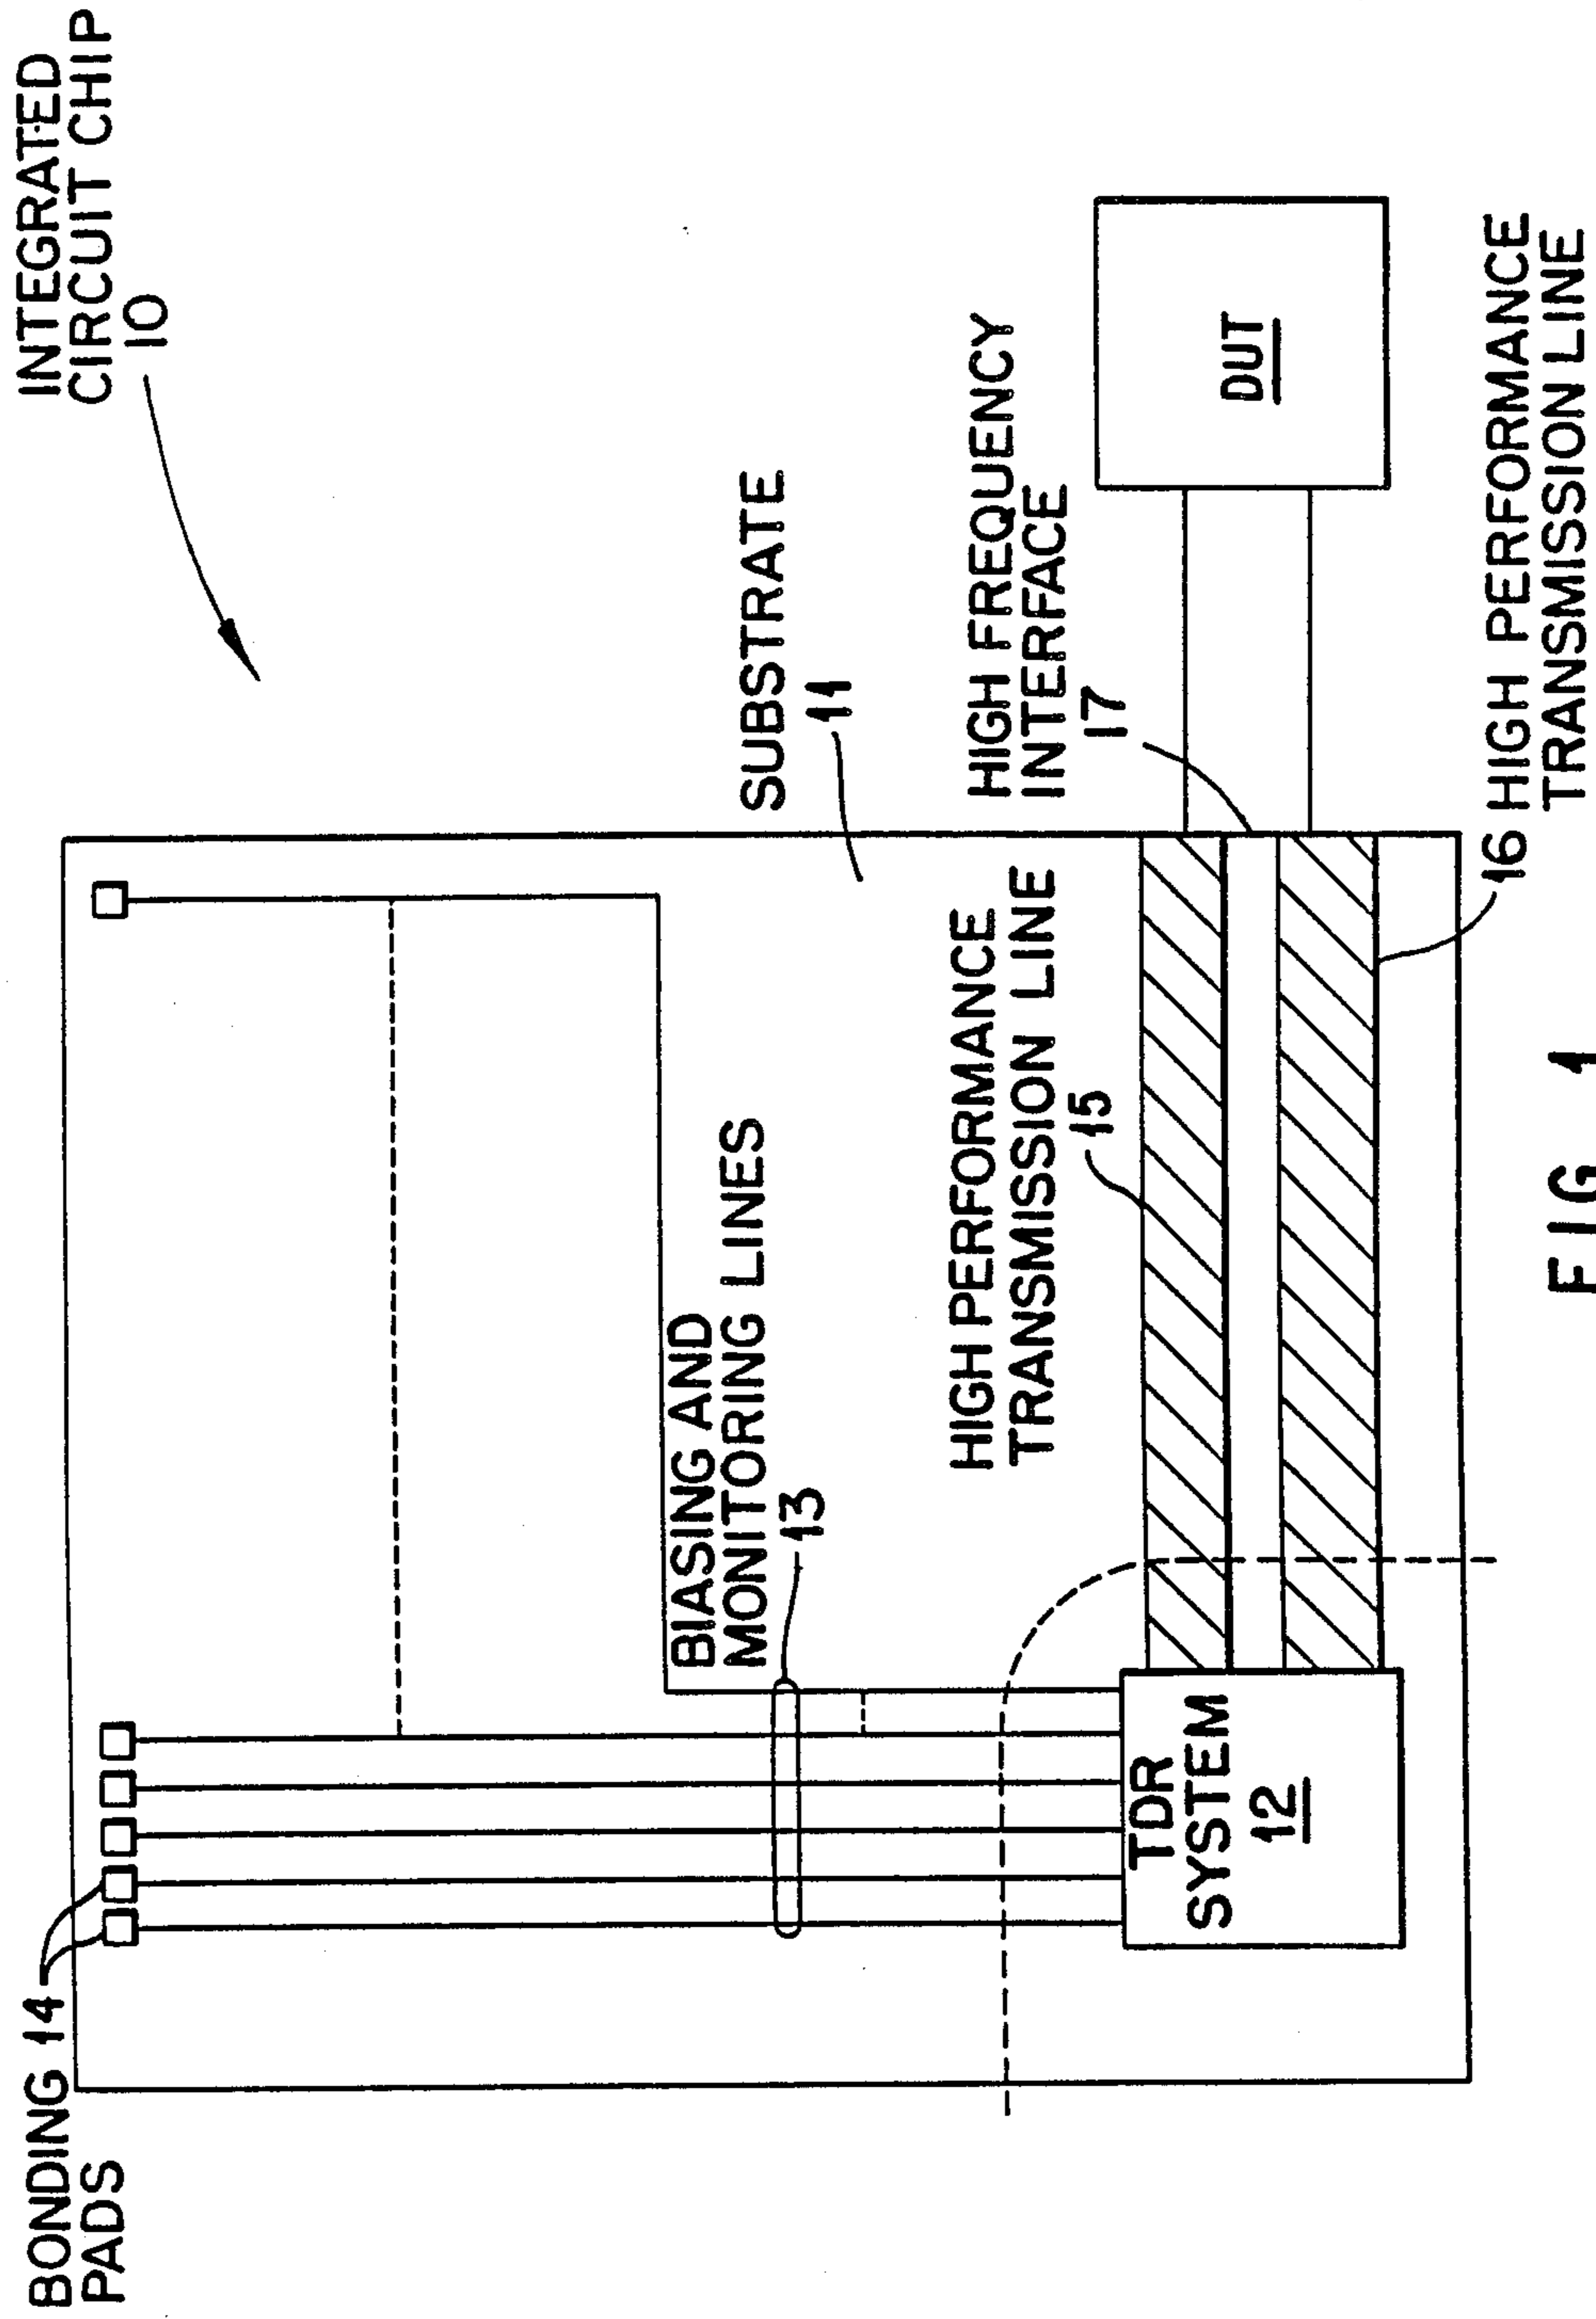 INTEGRATED
CIRCUIT CHIP
10
BONDING 14
PADS
SUBSTRATE
11
BIASING AND
MONITORING LINES
13
HIGH FREQUENCY
INTERFACE
17
HIGH PERFORMANCE
TRANSMISSION LINE
15
TDR
SYSTEM
12
DUT
16 HIGH PERFORMANCE
TRANSMISSION LINE
FIG 1